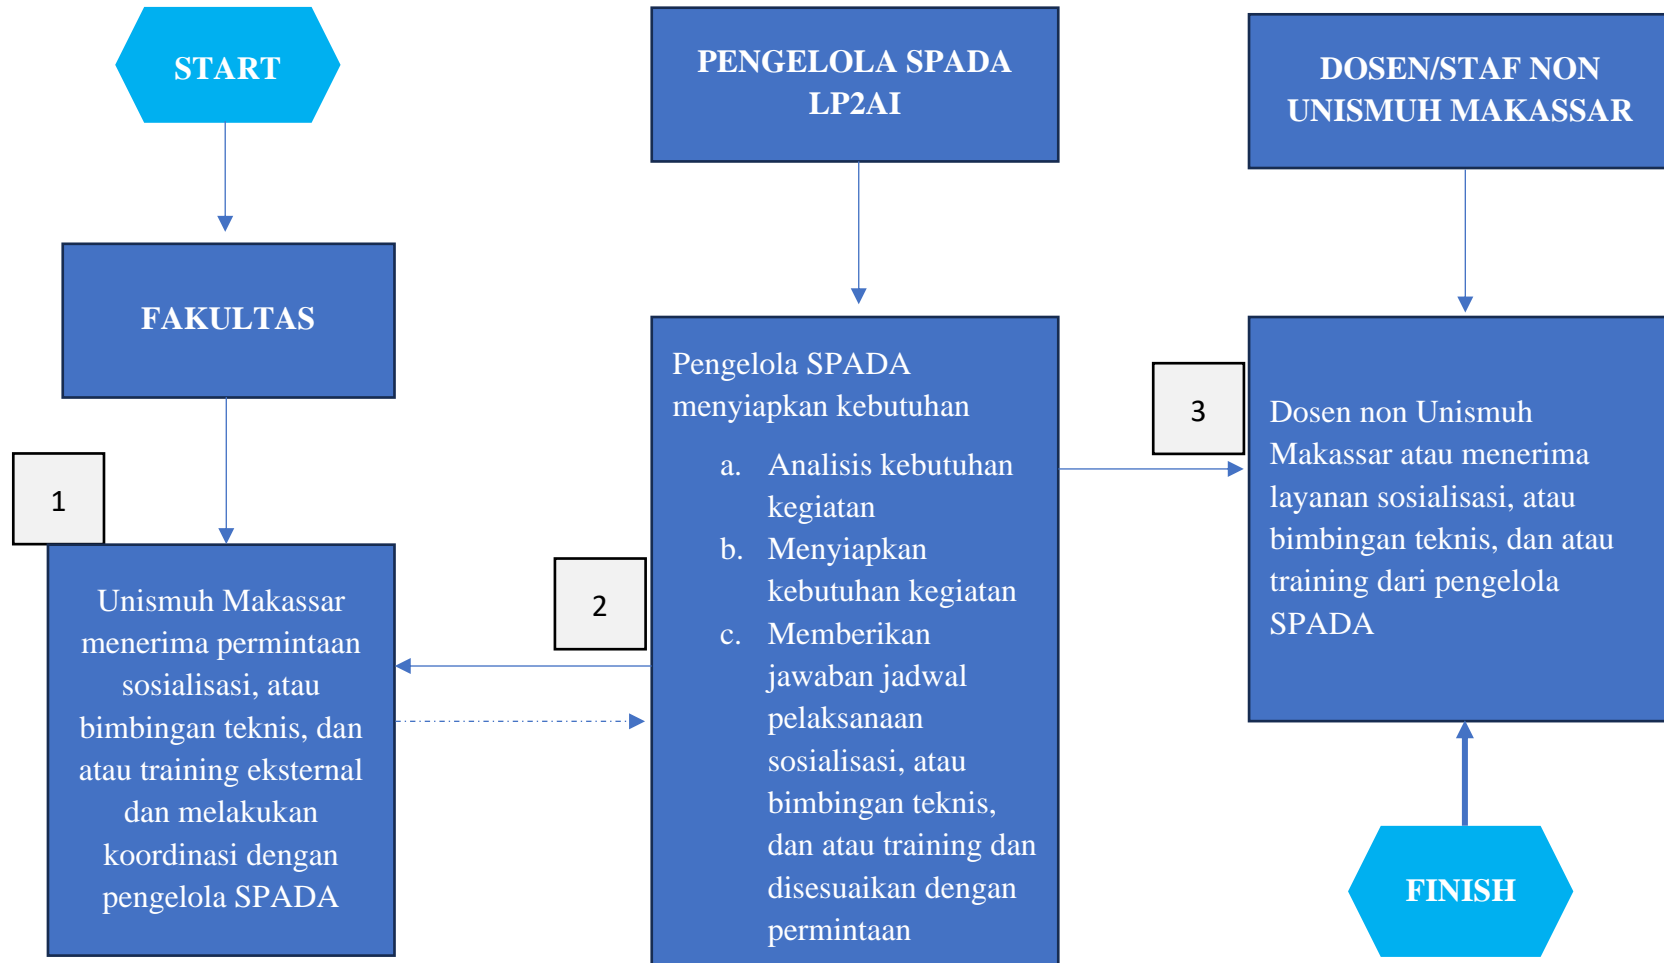 START
FAKULTAS
1
Unismuh Makassar
menerima permintaan
sosialisasi, atau
bimbingan teknis, dan
atau training eksternal
dan melakukan
koordinasi dengan
pengelola SPADA
PENGELOLA SPADA
LP2AI
2
Pengelola SPADA
menyiapkan kebutuhan
a. Analisis kebutuhan
kegiatan
b. Menyiapkan
kebutuhan kegiatan
c. Memberikan
jawaban jadwal
pelaksanaan
sosialisasi, atau
bimbingan teknis,
dan atau training dan
disesuaikan dengan
permintaan
DOSEN/STAF NON
UNISMUH MAKASSAR
3
Dosen non Unismuh
Makassar atau menerima
layanan sosialisasi, atau
bimbingan teknis, dan atau
training dari pengelola
SPADA
FINISH